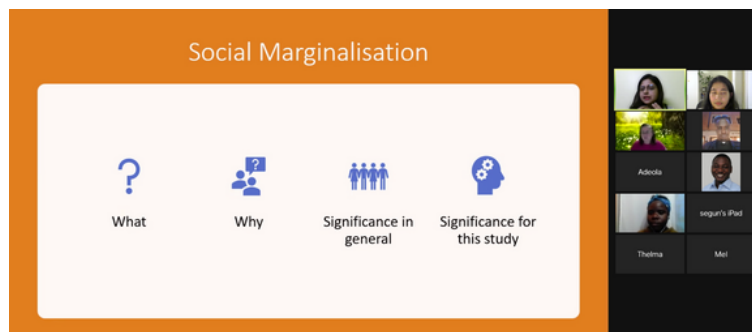 Social Marginalisation
?
?
What
Why
Significance in
general
Significance for
this study
Adeola
segun's iPad
Thelma
Mel